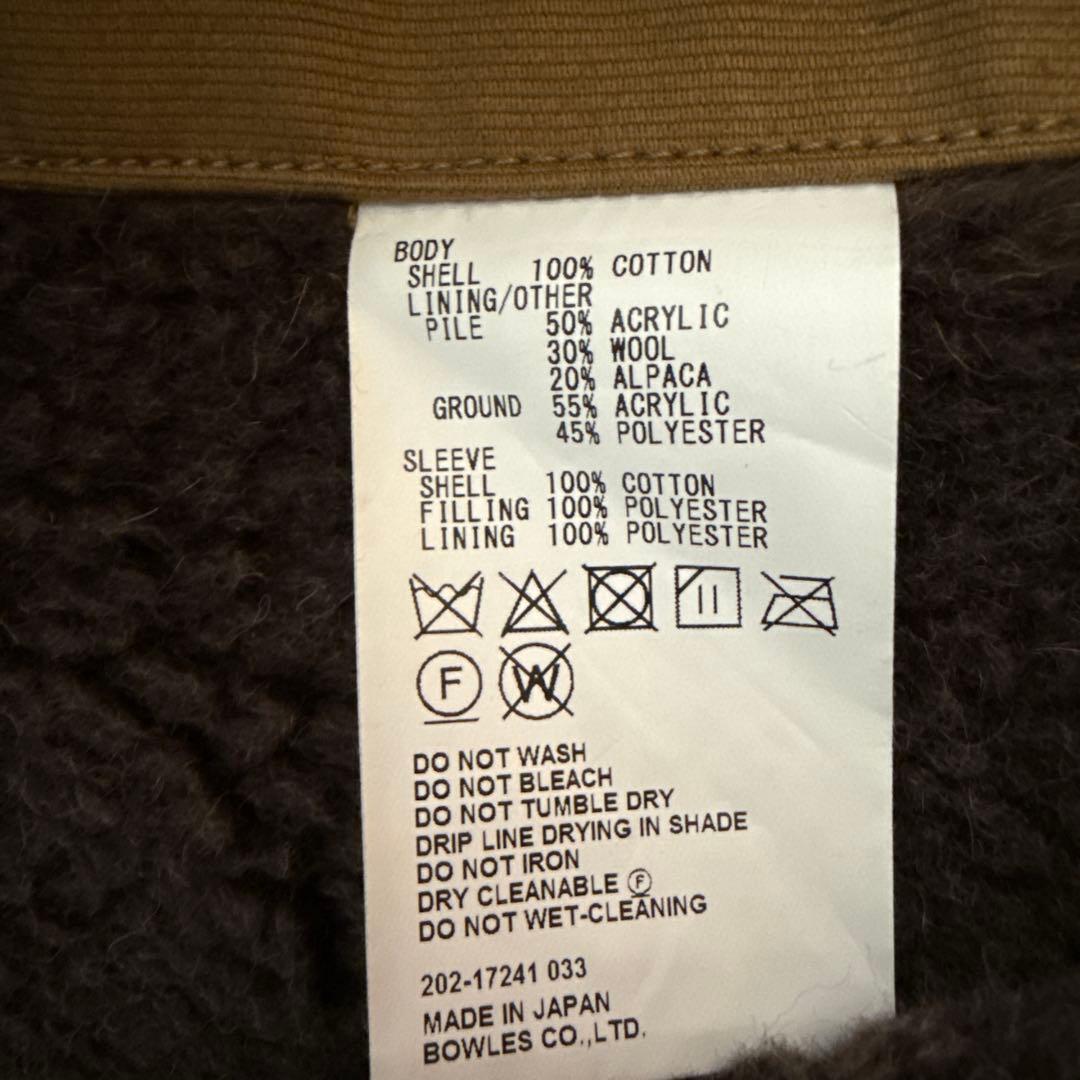 BODY
SHELL 100% COTTON
LINING/OTHER
PILE 50% ACRYLIC
30% WOOL
20% ALPACA
GROUND 55% ACRYLIC
45% POLYESTER
SLEEVE
SHELL 100% COTTON
FILLING 100% POLYESTER
LINING 100% POLYESTER
F W
DO NOT WASH
DO NOT BLEACH
DO NOT TUMBLE DRY
DRIP LINE DRYING IN SHADE
DO NOT IRON
DRY CLEANABLE Ⓕ
DO NOT WET-CLEANING
202-17241 033
MADE IN JAPAN
BOWLES CO.,LTD.